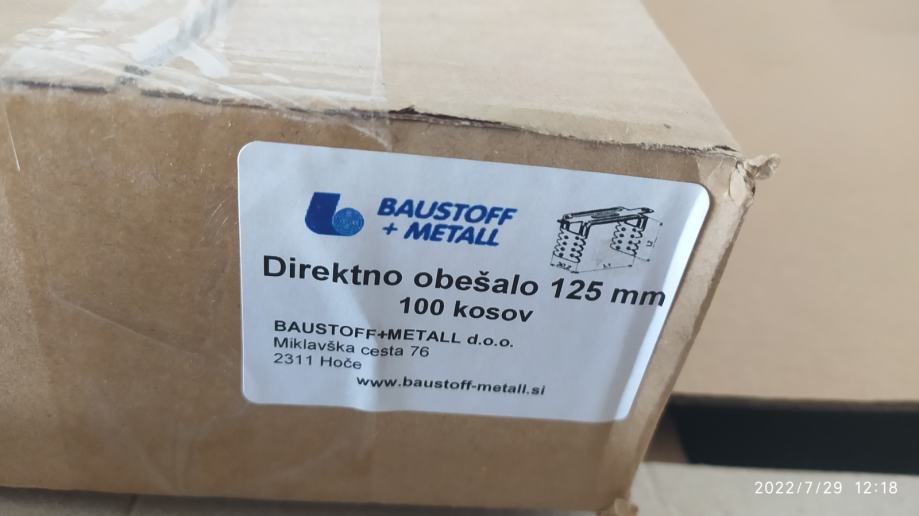 BAUSTOFF
+ METALL
Direktno obešalo 125 mm
100 kosov
BAUSTOFF+METALL d.o.o.
Miklavška cesta 76
2311 Hoče
www.baustoff-metall.si
2022/7/29 12:18